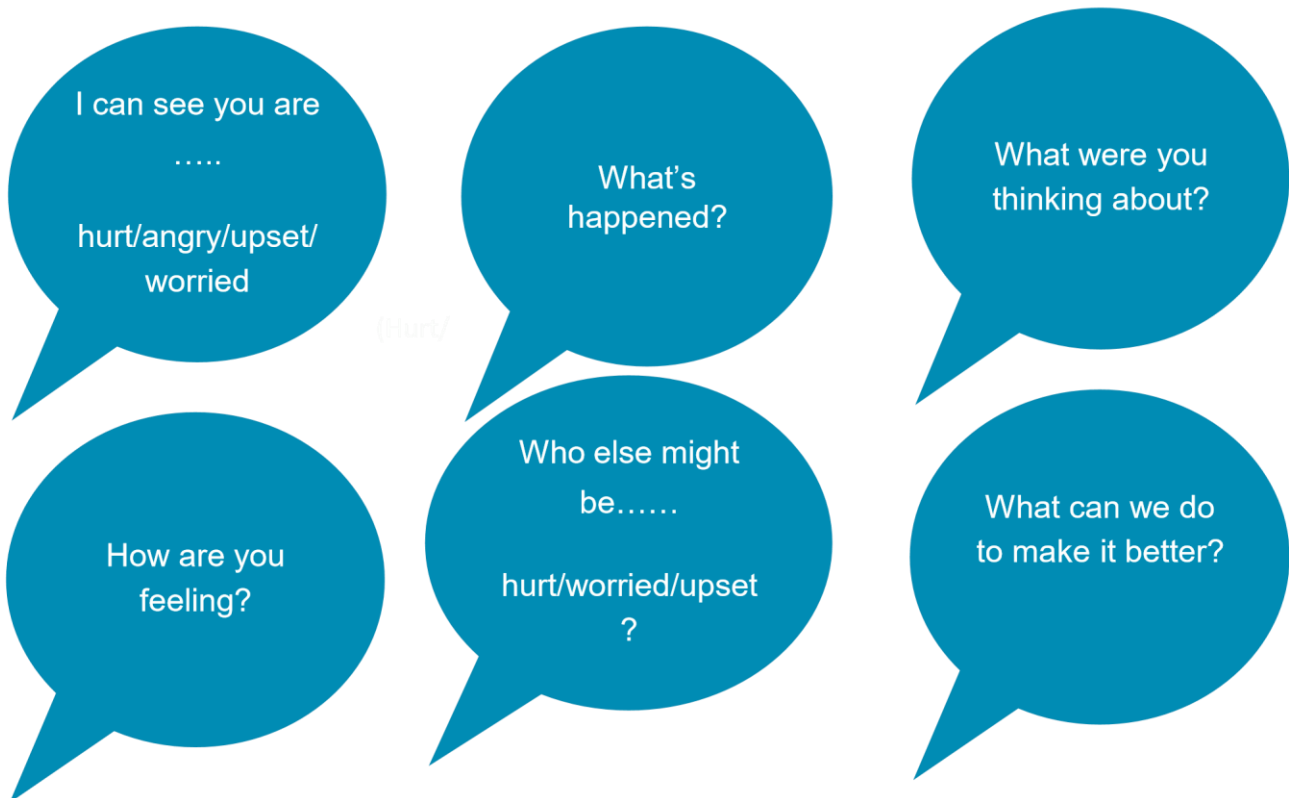 I can see you are
…..
hurt/angry/upset/
worried
What’s
happened?
What were you
thinking about?
(Hurt/
How are you
feeling?
Who else might
be……
hurt/worried/upset
?
What can we do
to make it better?